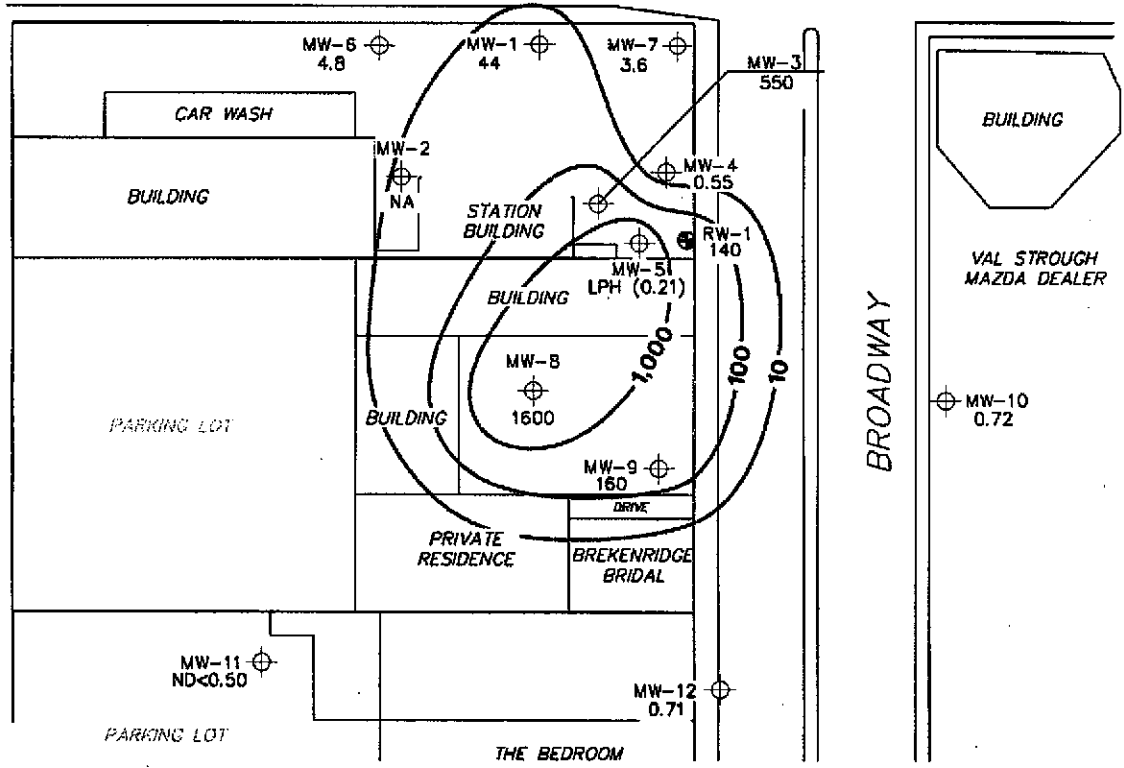 MW-6
4.8
MW-1
44
MW-7
3.6
MW-3
550
CAR WASH
BUILDING
MW-2
NA
BUILDING
MW-4
0.55
STATION
BUILDING
RW-1
140
MW-5
LPH (0.21)
VAL STROUGH
MAZDA DEALER
BUILDING
1,000
100
10
BROADWAY
MW-8
1600
MW-10
0.72
PARKING LOT
BUILDING
MW-9
160
DRIVE
PRIVATE
RESIDENCE
BREKENRIDGE
BRIDAL
MW-11
ND<0.50
MW-12
0.71
PARKING LOT
THE BEDROOM